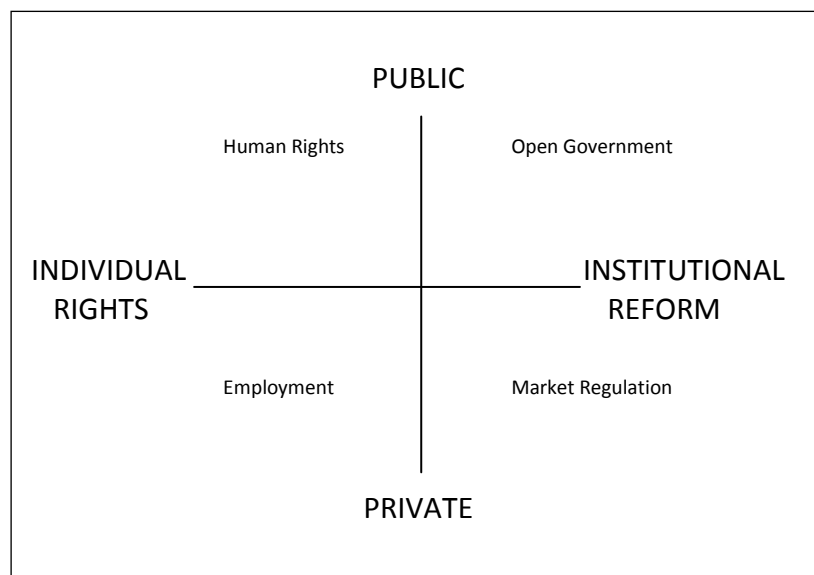 PUBLIC
Human Rights
Open Government
INDIVIDUAL
RIGHTS
INSTITUTIONAL
REFORM
Employment
Market Regulation
PRIVATE